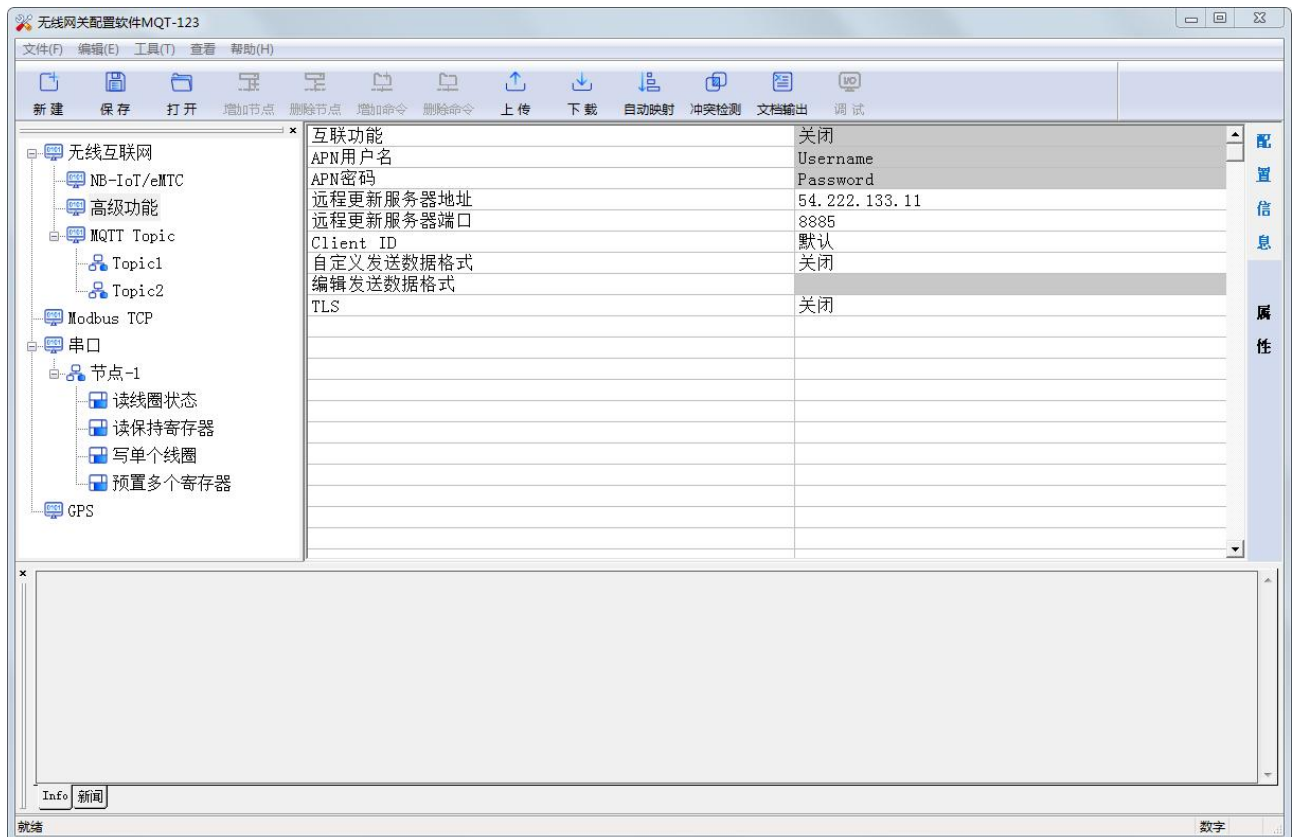 无线网关配置软件MQT-123
文件(F) 编辑(E) 工具(T) 查看 帮助(H)
新建 保存 打开 增加节点 删除节点 增加命令 删除命令 上传 下载 自动映射 冲突检测 文档输出 调试
无线互联网
NB-IoT/eMTC
高级功能
MQTT Topic
Topic1
Topic2
Modbus TCP
串口
节点-1
读线圈状态
读保持寄存器
写单个线圈
预置多个寄存器
GPS
互联功能 关闭
APN用户名 Username
APN密码 Password
远程更新服务器地址 54.222.133.11
远程更新服务器端口 8885
Client ID 默认
自定义发送数据格式 关闭
编辑发送数据格式
TLS 关闭
配置信息
属性
Info 新闻
就绪 数字